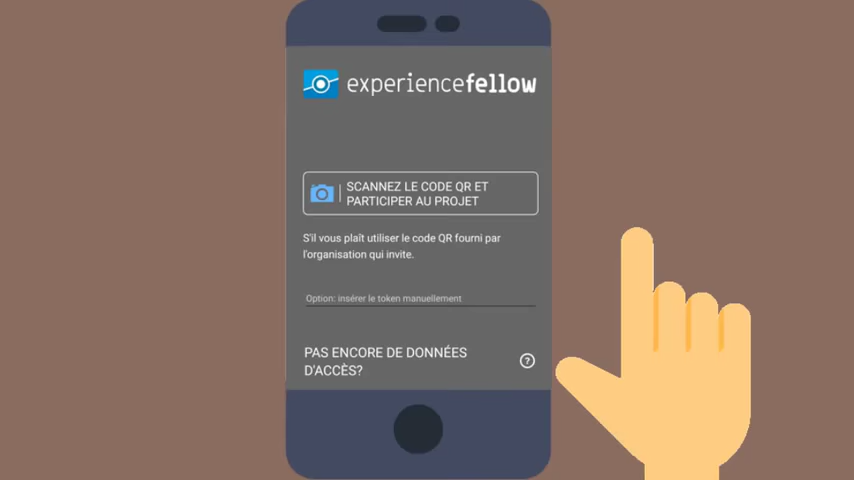 experiencefellow
SCANNEZ LE CODE QR ET
PARTICIPER AU PROJET
S'il vous plaît utiliser le code QR fourni par
l'organisation qui invite.
Option: insérer le token manuellement
PAS ENCORE DE DONNÉES
D'ACCÈS?
?